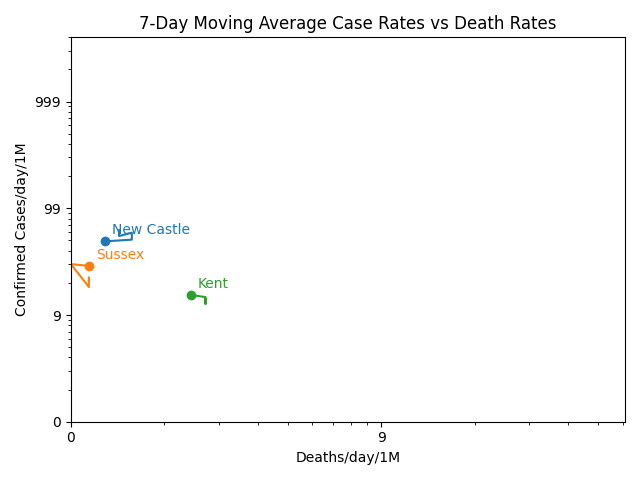 7-Day Moving Average Case Rates vs Death Rates
Confirmed Cases/day/1M
999
99
9
0
New Castle
Sussex
Kent
0
9
Deaths/day/1M